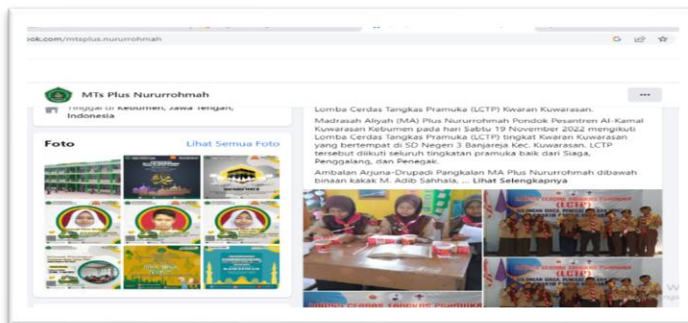 ook.com/mtsplus.nururrohmah
MTs Plus Nururrohmah
Tinggal di Kebumen, Jawa Tengah,
Indonesia
Foto
Lihat Semua Foto
Lomba Cerdas Tangkas Pramuka (LCTP) Kwaran Kuwarasan.
Madrasah Aliyah (MA) Plus Nururrohmah Pondok Pesantren Al-Kamal
Kuwarasan Kebumen pada hari Sabtu 19 November 2022 mengikuti
Lomba Cerdas Tangkas Pramuka (LCTP) tingkat Kwaran Kuwarasan
yang bertempat di SD Negeri 3 Banjareja Kec. Kuwarasan. LCTP
tersebut diikuti seluruh tingkatan pramuka baik dari Siaga,
Penggalang, dan Penegak.
Ambalan Arjuna-Drupadi Pangkalan MA Plus Nururrohmah dibawah
binaan kakak M. Adib Sahhala, ... Lihat Selengkapnya
(LCTP)
(LCTP)